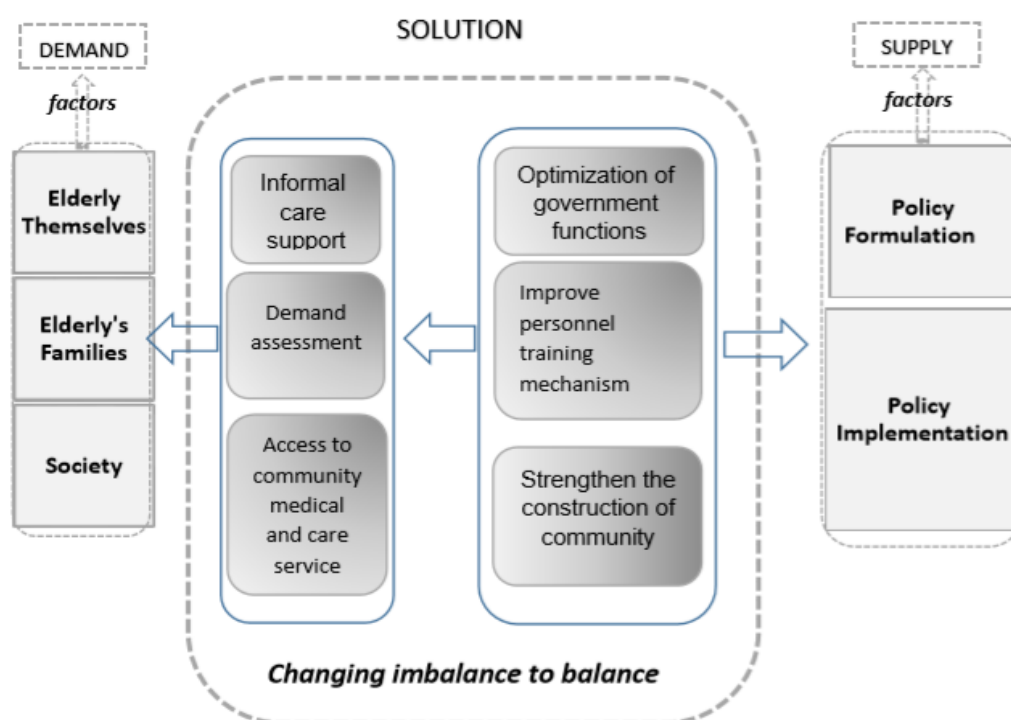 SOLUTION
DEMAND
factors
Elderly
Themselves
Elderly's
Families
Society
Informal
care
support
Demand
assessment
Access to
community
medical
and care
service
Optimization of
government
functions
Improve
personnel
training
mechanism
Strengthen the
construction of
community
Changing imbalance to balance
SUPPLY
factors
Policy
Formulation
Policy
Implementation